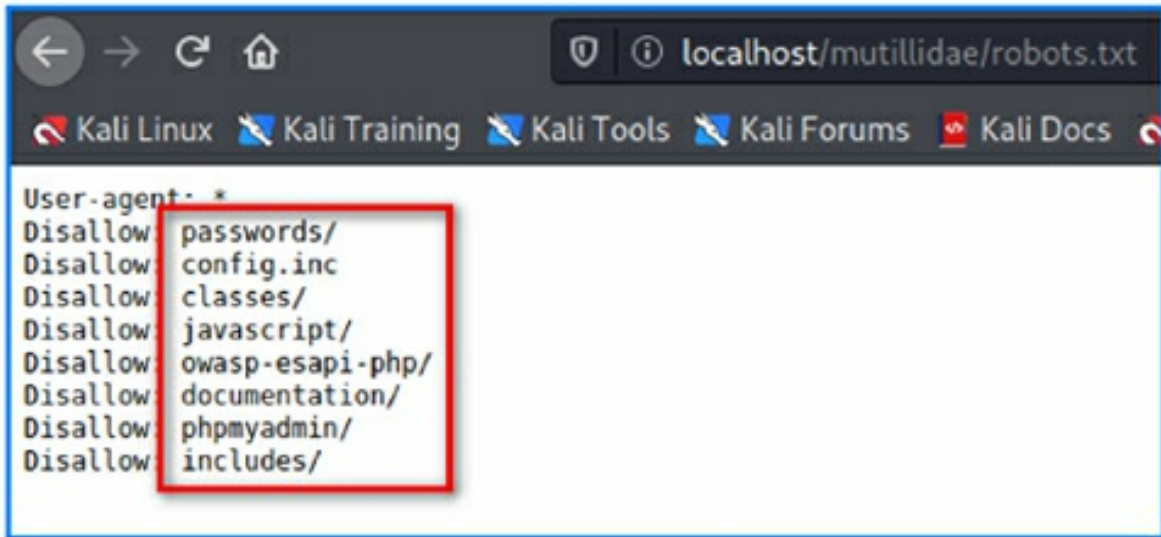 localhost/mutillidae/robots.txt
Kali Linux Kali Training Kali Tools Kali Forums Kali Docs
User-agent: *
Disallow: passwords/
Disallow: config.inc
Disallow: classes/
Disallow: javascript/
Disallow: owasp-esapi-php/
Disallow: documentation/
Disallow: phpmyadmin/
Disallow: includes/